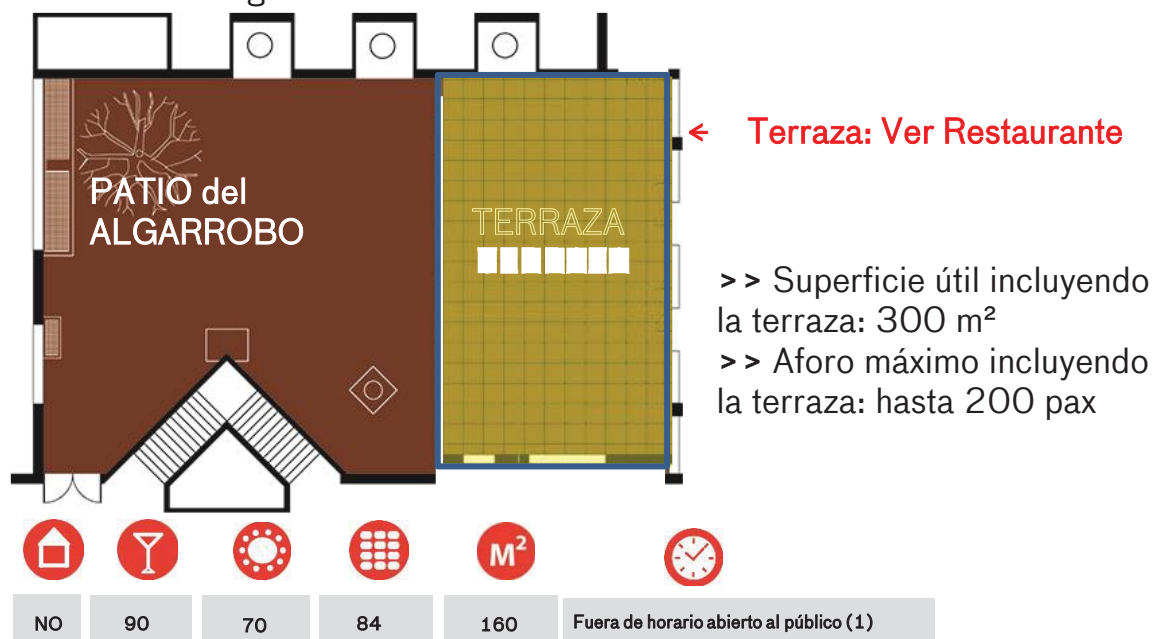 PATIO del
ALGARROBO
TERRAZA
← Terraza: Ver Restaurante
>> Superficie útil incluyendo
la terraza: 300 m²
>> Aforo máximo incluyendo
la terraza: hasta 200 pax
M²
NO 90 70 84 160 Fuera de horario abierto al público (1)